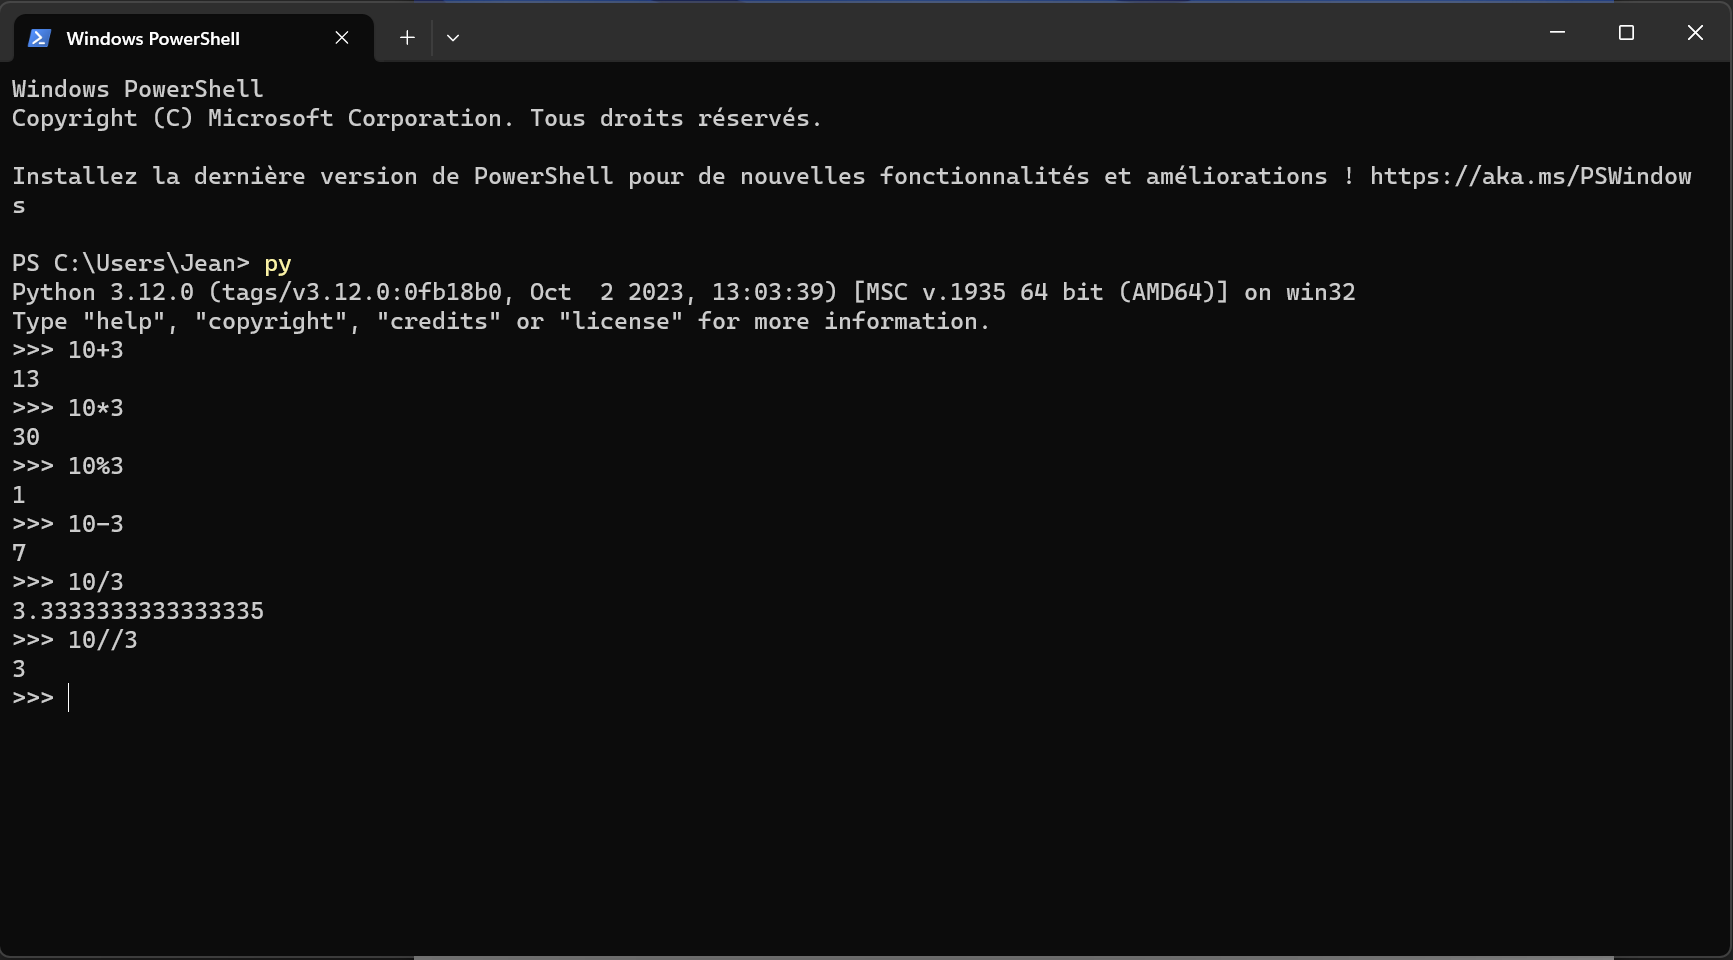 Windows PowerShell
Windows PowerShell
Copyright (C) Microsoft Corporation. Tous droits réservés.
Installez la dernière version de PowerShell pour de nouvelles fonctionnalités et améliorations ! https://aka.ms/PSWindow
s
PS C:\Users\Jean> py
Python 3.12.0 (tags/v3.12.0:0fb18b0, Oct  2 2023, 13:03:39) [MSC v.1935 64 bit (AMD64)] on win32
Type "help", "copyright", "credits" or "license" for more information.
>>> 10+3
13
>>> 10*3
30
>>> 10%3
1
>>> 10-3
7
>>> 10/3
3.3333333333333335
>>> 10//3
3
>>>